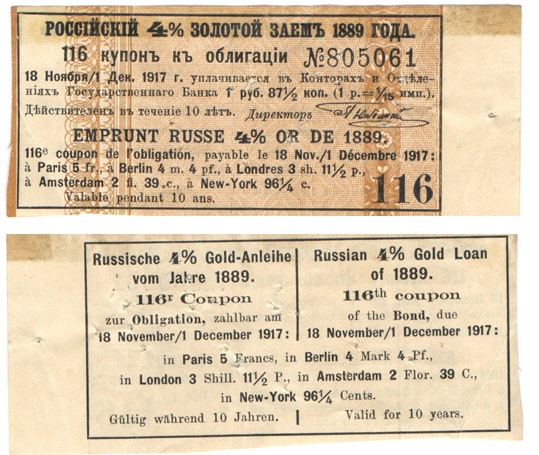 РОССІЙСКІЙ 4% ЗОЛОТОЙ ЗАЕМЪ 1889 ГОДА.
116 купонъ къ облигаціи №805061
18 Ноября/1 Дек. 1917 г. уплачивается въ Конторахъ и Отдѣле-
ніяхъ Государственнаго Банка 1 руб. 87½ коп. (1 р.=1/15 имп.).
Дѣйствителенъ въ теченіе 10 лѣтъ. Директоръ
EMPRUNT RUSSE 4% OR DE 1889.
116e coupon de l'obligation, payable le 18 Nov./1 Décembre 1917:
à Paris 5 fr., à Berlin 4 m. 4 pf., à Londres 3 sh. 11½ p.,
à Amsterdam 2 fl. 39 c., à New-York 96¼ c.
Valable pendant 10 ans.
116
Russische 4% Gold-Anleihe
vom Jahre 1889.
116r Coupon
zur Obligation, zahlbar am
18 November/1 December 1917:
Russian 4% Gold Loan
of 1889.
116th coupon
of the Bond, due
18 November/1 December 1917:
in Paris 5 Francs, in Berlin 4 Mark 4 Pf.,
in London 3 Shill. 11½ P., in Amsterdam 2 Flor. 39 C.,
in New-York 96¼ Cents.
Gültig während 10 Jahren.
Valid for 10 years.